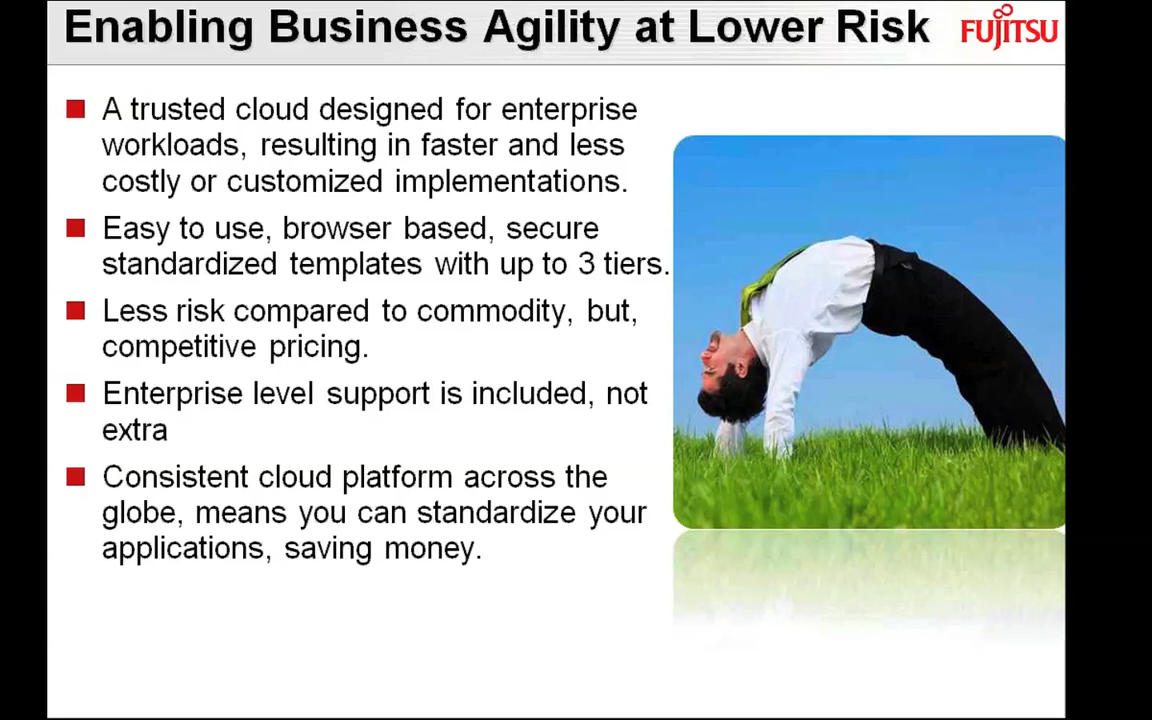 Enabling Business Agility at Lower Risk
FUJITSU
A trusted cloud designed for enterprise
workloads, resulting in faster and less
costly or customized implementations.
Easy to use, browser based, secure
standardized templates with up to 3 tiers.
Less risk compared to commodity, but,
competitive pricing.
Enterprise level support is included, not
extra
Consistent cloud platform across the
globe, means you can standardize your
applications, saving money.